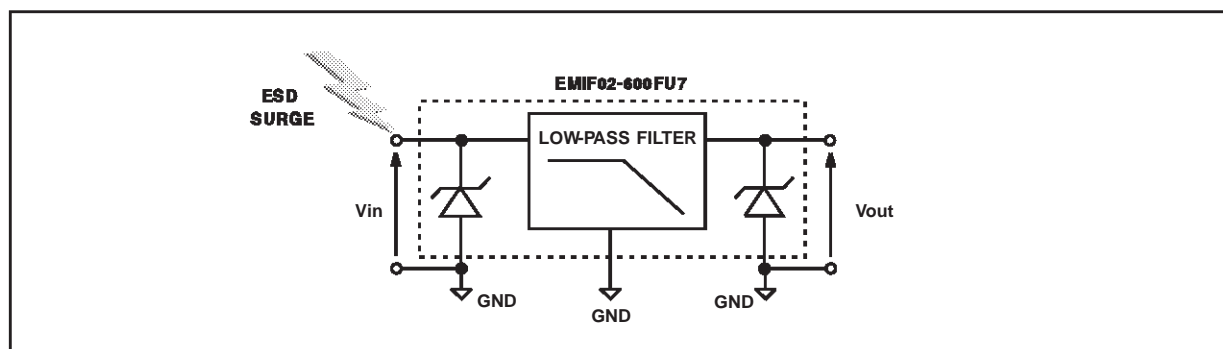 EMIF02-600FU7
ESD
SURGE
LOW-PASS FILTER
Vin
Vout
GND
GND
GND